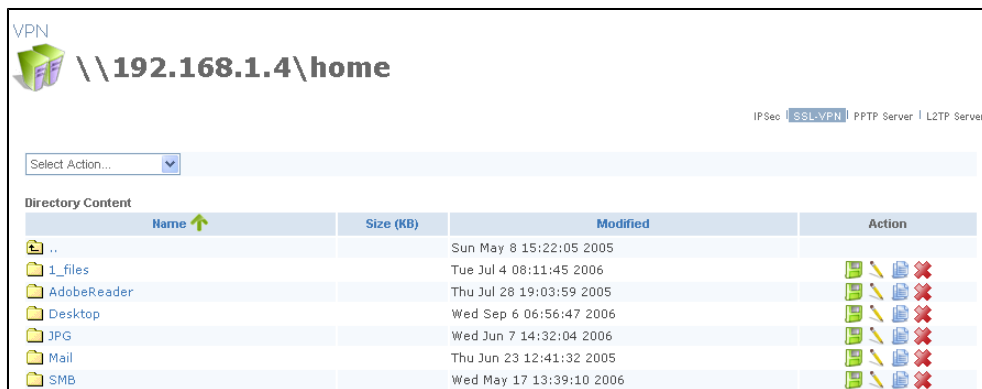 VPN
\\192.168.1.4\home
IPSec | SSL-VPN | PPTP Server | L2TP Server
Select Action...
Directory Content
Name Size (KB) Modified Action
.. Sun May 8 15:22:05 2005
1_files Tue Jul 4 08:11:45 2006
AdobeReader Thu Jul 28 19:03:59 2005
Desktop Wed Sep 6 06:56:47 2006
JPG Wed Jun 7 14:32:04 2006
Mail Thu Jun 23 12:41:32 2005
SMB Wed May 17 13:39:10 2006